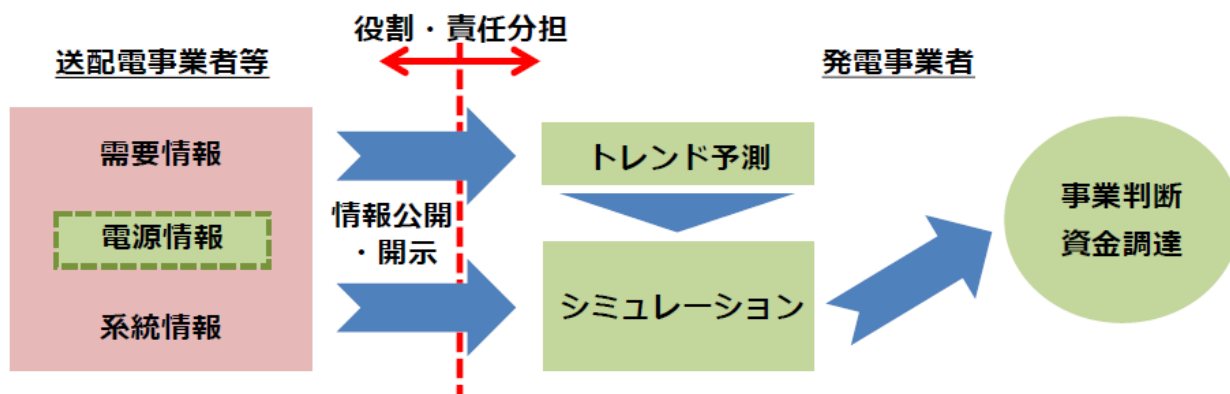 役割・責任分担
送配電事業者等
発電事業者
需要情報
電源情報
系統情報
情報公開
・開示
トレンド予測
シミュレーション
事業判断
資金調達